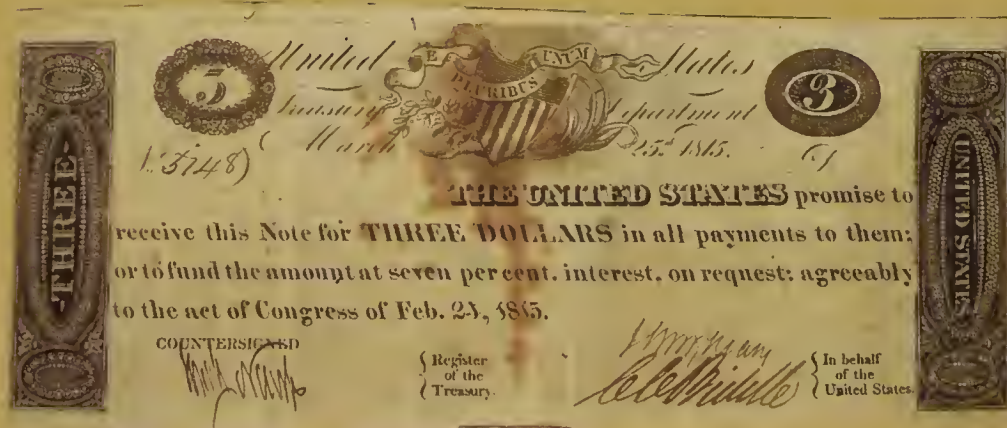 THREE
United States
E PLURIBUS UNUM
3
3
Treasury Department
March 25th 1815.
THE UNITED STATES promise to
receive this Note for THREE DOLLARS in all payments to them;
or to fund the amount at seven per cent. interest, on request; agreeably
to the act of Congress of Feb. 24, 1815.
COUNTERSIGNED
Register
of the
Treasury.
In behalf
of the
United States.
UNITED STATES